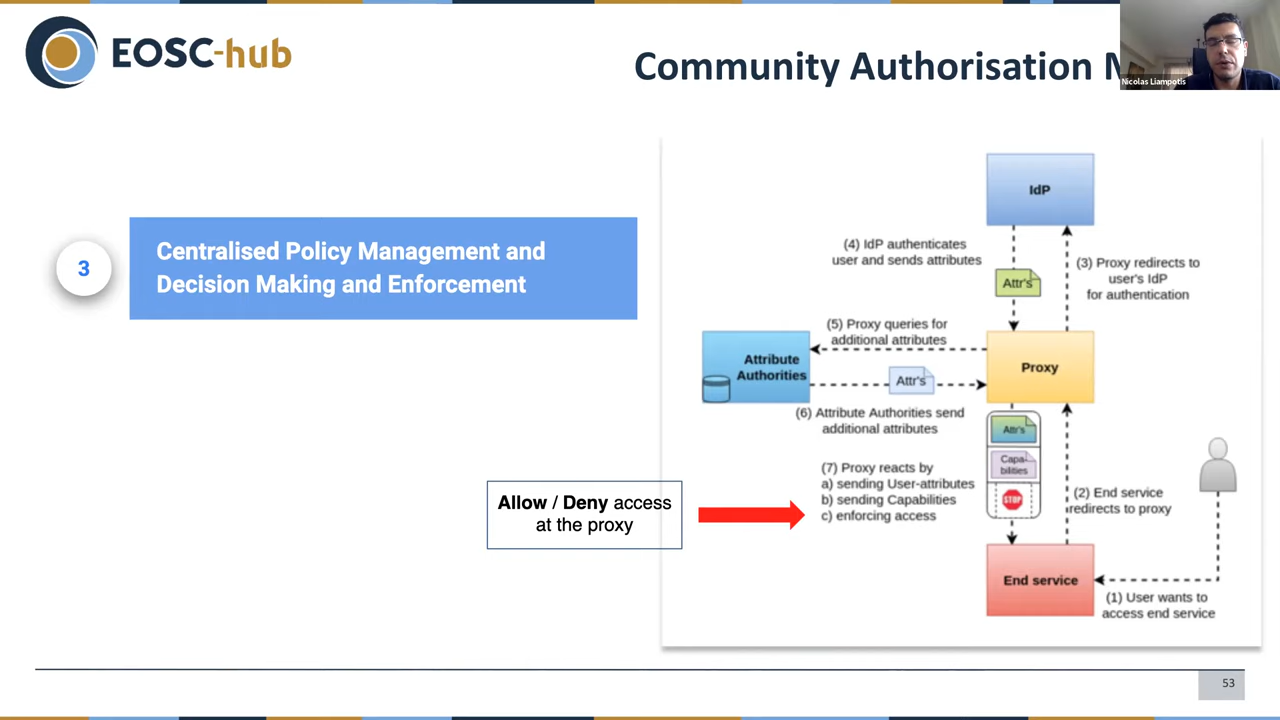 EOSC-hub
Community Authorisation
Nicolas Liampotis
3
Centralised Policy Management and
Decision Making and Enforcement
IdP
(4) IdP authenticates
user and sends attributes
Attr's
(3) Proxy redirects to
user's IdP
for authentication
(5) Proxy queries for
additional attributes
Attribute
Authorities
Attr's
Proxy
(6) Attribute Authorities send
additional attributes
Attr's
Capa-
bilities
STOP
(7) Proxy reacts by
a) sending User-attributes
b) sending Capabilities
c) enforcing access
Allow / Deny access
at the proxy
(2) End service
redirects to proxy
End service
(1) User wants to
access end service
53